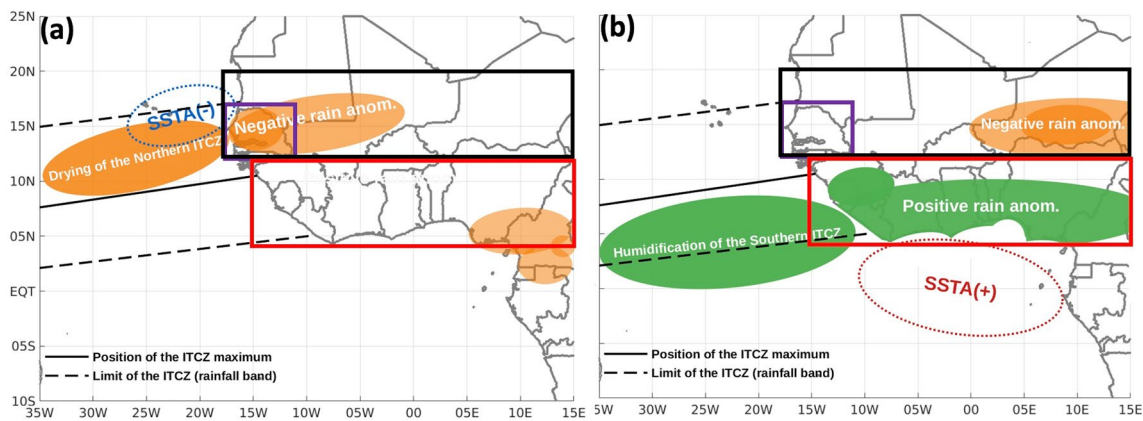 (a)
25N
20N
15N
10N
05N
EQT
05S
10S
SSTA(-)
Negative rain anom.
Drying of the Northern ITCZ
Position of the ITCZ maximum
Limit of the ITCZ (rainfall band)
35W 30W 25W 20W 15W 10W 05W 00 05E 10E 15E
(b)
Negative rain anom.
Positive rain anom.
Humidification of the Southern ITCZ
SSTA(+)
Position of the ITCZ maximum
Limit of the ITCZ (rainfall band)
5W 30W 25W 20W 15W 10W 05W 00 05E 10E 15E